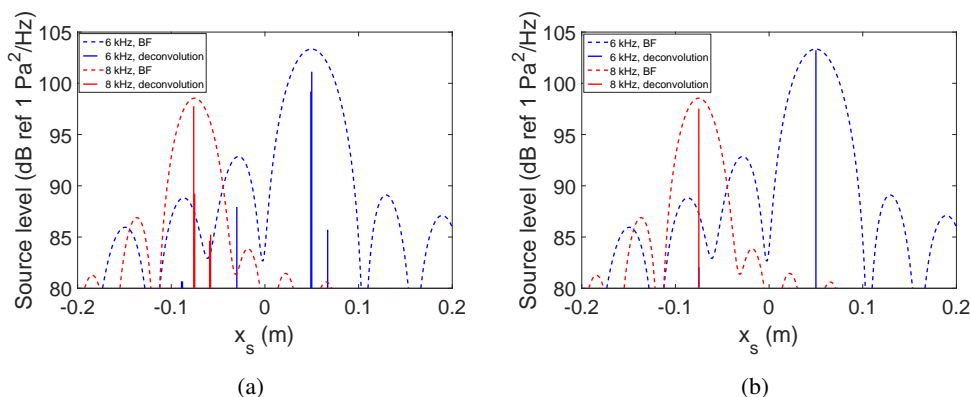 105
100
95
90
85
80
Source level (dB ref 1 Pa²/Hz)
6 kHz, BF
6 kHz, deconvolution
8 kHz, BF
8 kHz, deconvolution
-0.2
-0.1
0
0.1
0.2
x_s (m)
(a)
105
100
95
90
85
80
Source level (dB ref 1 Pa²/Hz)
6 kHz, BF
6 kHz, deconvolution
8 kHz, BF
8 kHz, deconvolution
-0.2
-0.1
0
0.1
0.2
x_s (m)
(b)